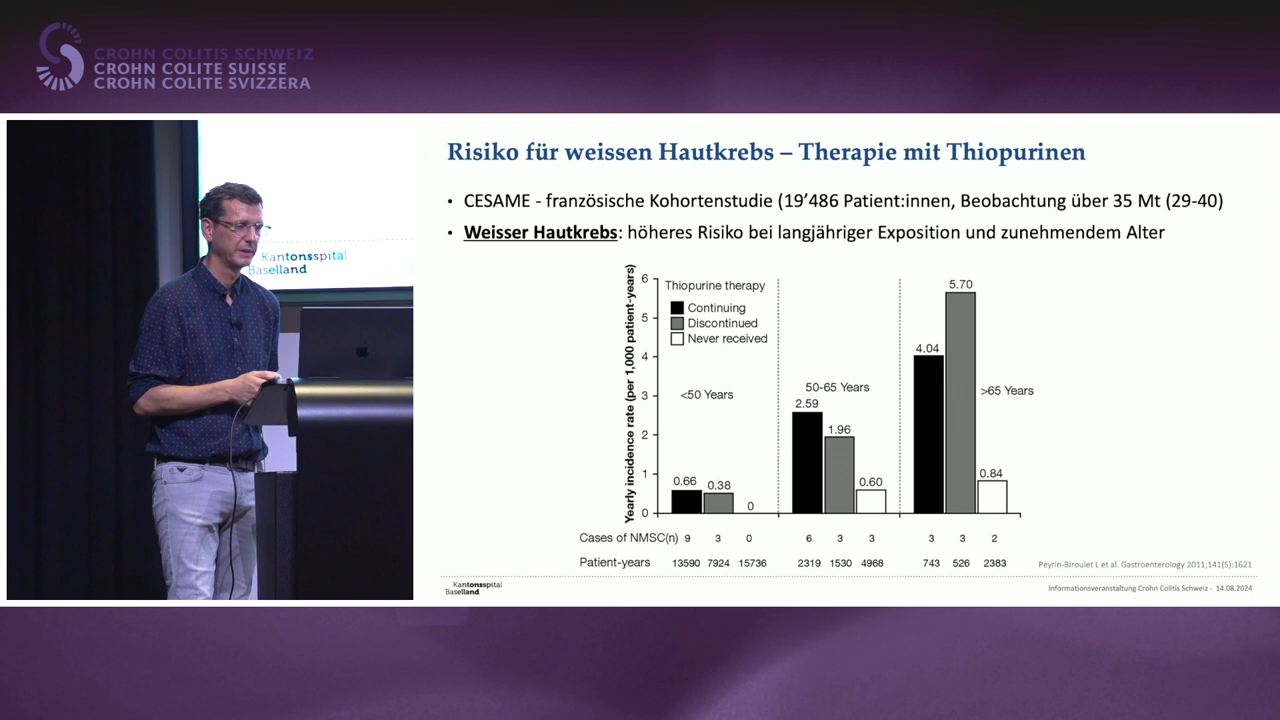 CROHN COLITIS SCHWEIZ
CROHN COLITE SUISSE
CROHN COLITE SVIZZERA
Kantonsspital
Baselland
Risiko für weissen Hautkrebs – Therapie mit Thiopurinen
• CESAME - französische Kohortenstudie (19’486 Patient:innen, Beobachtung über 35 Mt (29-40)
• Weisser Hautkrebs: höheres Risiko bei langjähriger Exposition und zunehmendem Alter
Yearly incidence rate (per 1,000 patient-years)
6
5
4
3
2
1
0
Thiopurine therapy
Continuing
Discontinued
Never received
<50 Years
0.66 0.38 0
50-65 Years
2.59 1.96 0.60
>65 Years
4.04 5.70 0.84
Cases of NMSC(n) 9 3 0 6 3 3 3 3 2
Patient-years 13590 7924 15736 2319 1530 4968 743 526 2383
Peyrin-Biroulet L et al. Gastroenterology 2011;141(5):1621
Kantonsspital
Baselland
Informationsveranstaltung Crohn Colitis Schweiz - 14.08.2024